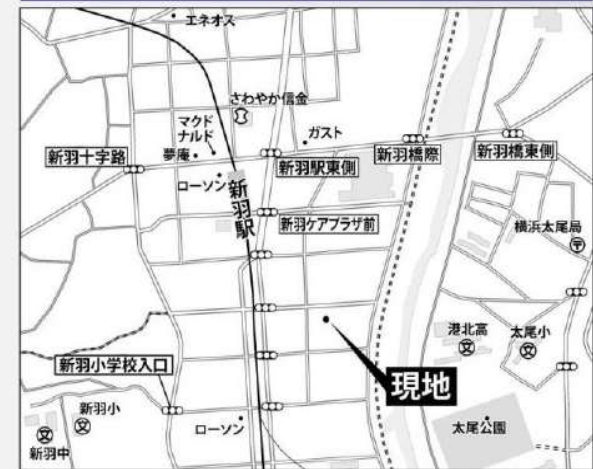 エネオス
さわやか信金
マクド
ナルド
ガスト
夢庵
新羽十字路
新羽駅東側
新羽橋際
新羽橋東側
ローソン
新羽駅
新羽ケアプラザ前
横浜太尾局
港北高
太尾小
文
文
新羽小学校入口
現地
新羽小
文
ローソン
太尾公園
文
新羽中